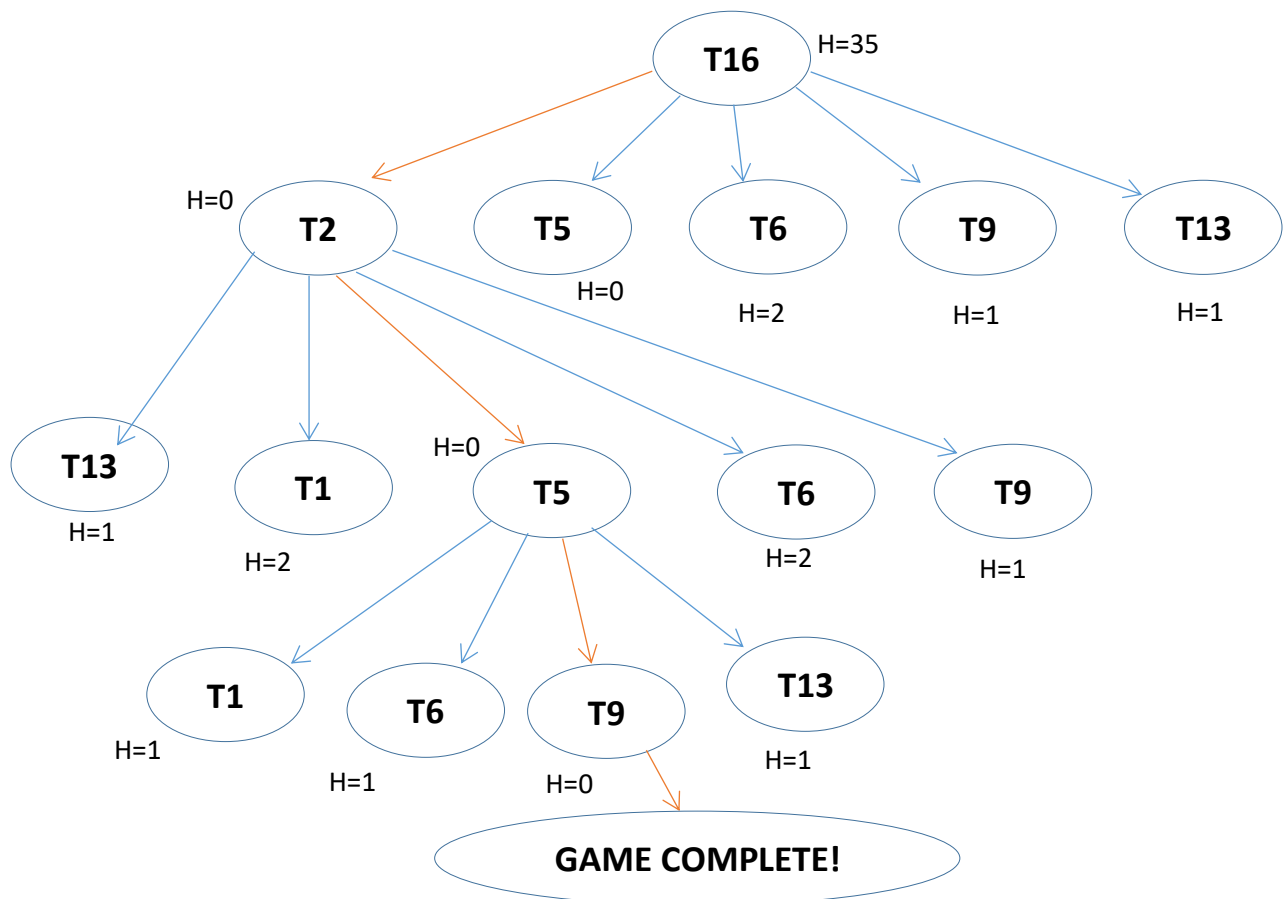 T16
H=35
H=0
T2
T5
T6
T9
T13
H=0
H=2
H=1
H=1
H=0
T13
T1
T5
T6
T9
H=1
H=2
H=2
H=1
T1
T6
T9
T13
H=1
H=1
H=0
H=1
GAME COMPLETE!